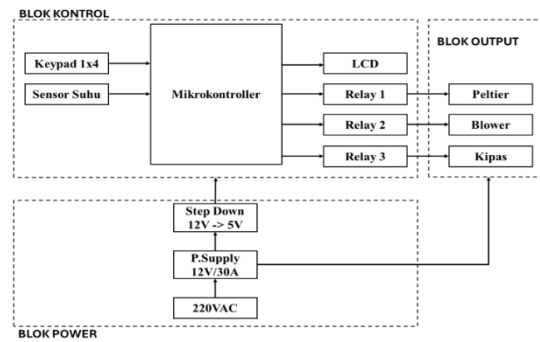 BLOK KONTROL
BLOK OUTPUT
Keypad 1x4
Sensor Suhu
Mikrokontroller
LCD
Relay 1
Relay 2
Relay 3
Peltier
Blower
Kipas
Step Down
12V -> 5V
P.Supply
12V/30A
220VAC
BLOK POWER